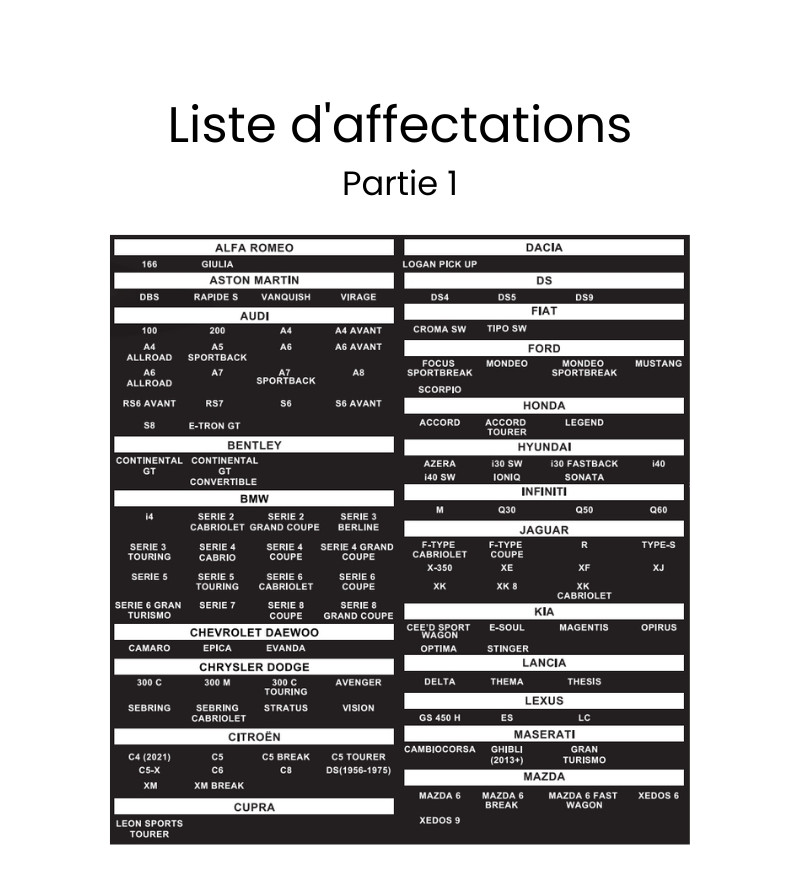 Liste d'affectations
Partie 1
ALFA ROMEO
166 GIULIA
ASTON MARTIN
DBS RAPIDE S VANQUISH VIRAGE
AUDI
100 200 A4 A4 AVANT
A4 ALLROAD A5 SPORTBACK A6 A6 AVANT
A6 ALLROAD A7 A7 SPORTBACK A8
RS6 AVANT RS7 S6 S6 AVANT
S8 E-TRON GT
BENTLEY
CONTINENTAL GT CONTINENTAL GT CONVERTIBLE
BMW
i4 SERIE 2 CABRIOLET SERIE 2 GRAND COUPE SERIE 3 BERLINE
SERIE 3 TOURING SERIE 4 CABRIO SERIE 4 COUPE SERIE 4 GRAND COUPE
SERIE 5 SERIE 5 TOURING SERIE 6 CABRIOLET SERIE 6 COUPE
SERIE 6 GRAN TURISMO SERIE 7 SERIE 8 COUPE SERIE 8 GRAND COUPE
CHEVROLET DAEWOO
CAMARO EPICA EVANDA
CHRYSLER DODGE
300 C 300 M 300 C TOURING AVENGER
SEBRING SEBRING CABRIOLET STRATUS VISION
CITROËN
C4 (2021) C5 C5 BREAK C5 TOURER
C5-X C6 C8 DS(1956-1975)
XM XM BREAK
CUPRA
LEON SPORTS TOURER
DACIA
LOGAN PICK UP
DS
DS4 DS5 DS9
FIAT
CROMA SW TIPO SW
FORD
FOCUS SPORTBREAK MONDEO MONDEO SPORTBREAK MUSTANG
SCORPIO
HONDA
ACCORD ACCORD TOURER LEGEND
HYUNDAI
AZERA i30 SW i30 FASTBACK i40
i40 SW IONIQ SONATA
INFINITI
M Q30 Q50 Q60
JAGUAR
F-TYPE CABRIOLET F-TYPE COUPE R TYPE-S
X-350 XE XF XJ
XK XK 8 XK CABRIOLET
KIA
CEE'D SPORT WAGON E-SOUL MAGENTIS OPIRUS
OPTIMA STINGER
LANCIA
DELTA THEMA THESIS
LEXUS
GS 450 H ES LC
MASERATI
CAMBIOCORSA GHIBLI (2013+) GRAN TURISMO
MAZDA
MAZDA 6 MAZDA 6 BREAK MAZDA 6 FAST WAGON XEDOS 6
XEDOS 9